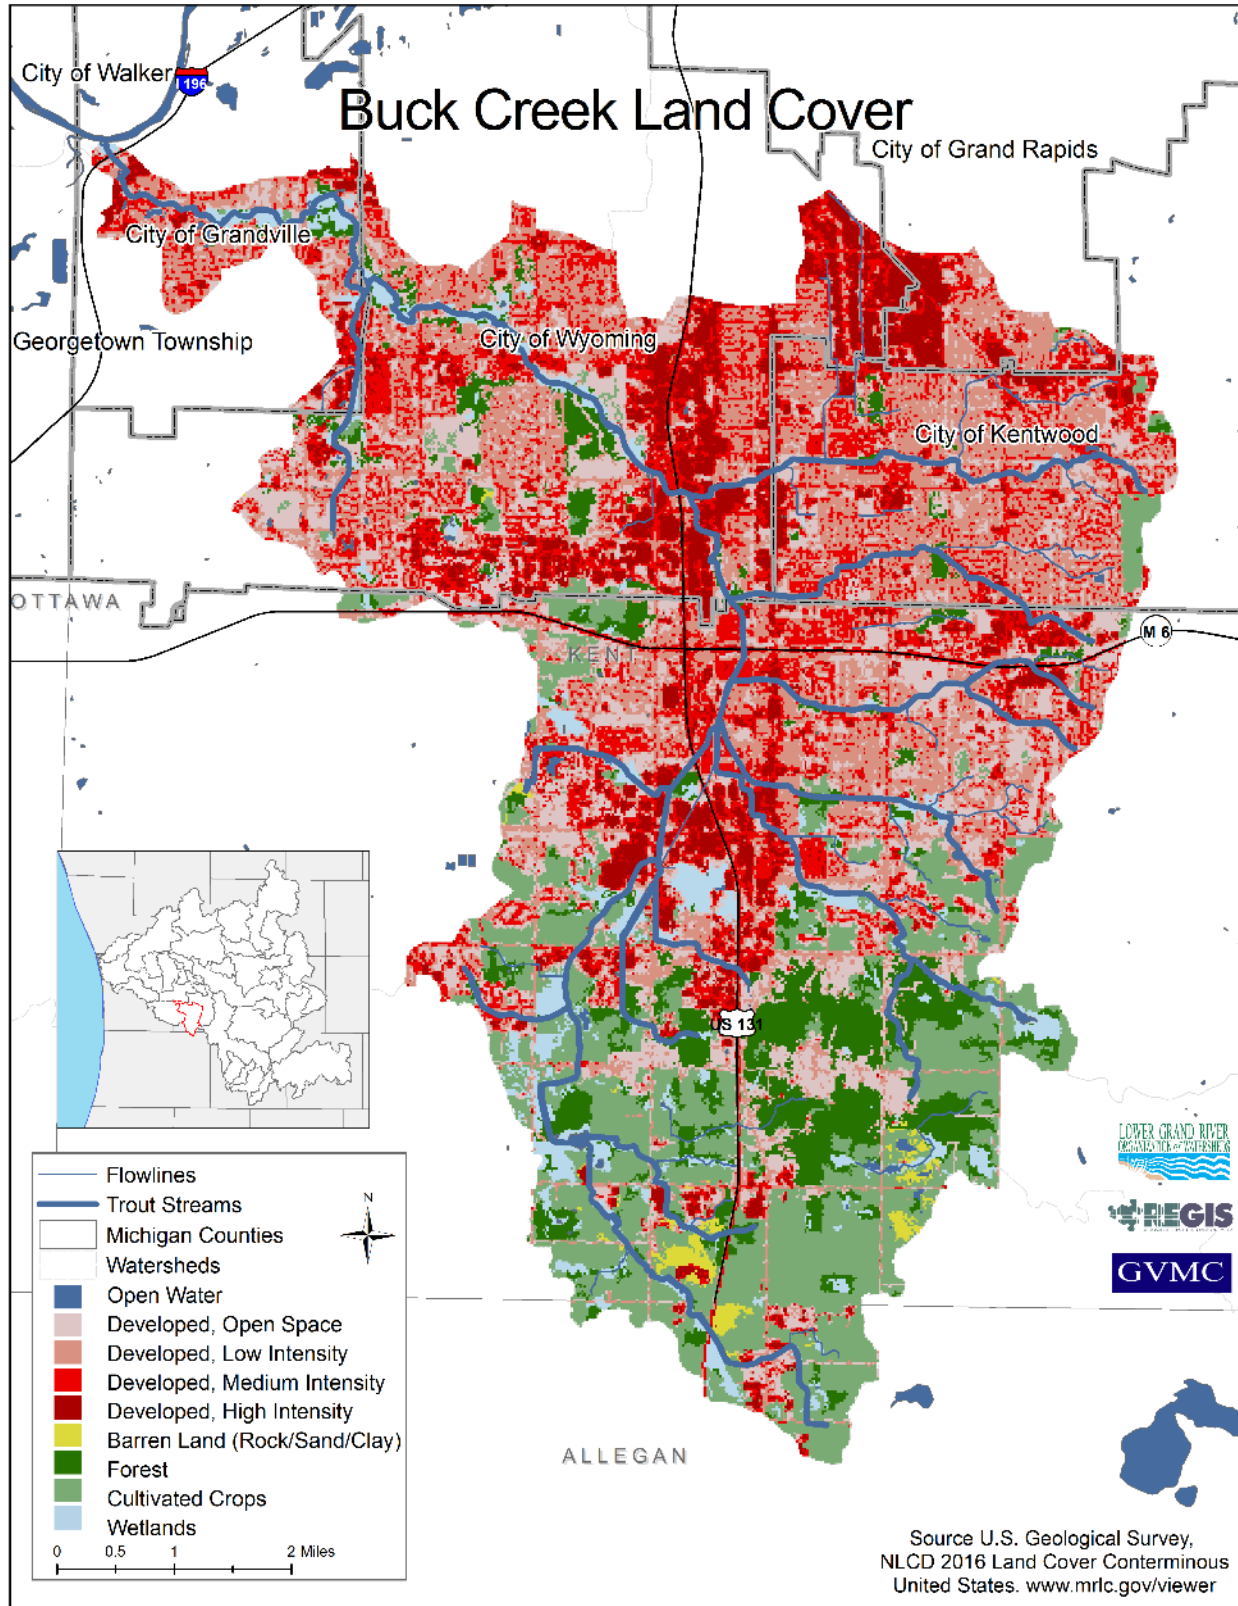 City of Walker
I 196
Buck Creek Land Cover
City of Grand Rapids
City of Grandville
Georgetown Township
City of Wyoming
City of Kentwood
OTTAWA
M 6
KENT
US 131
LOWER GRAND RIVER
ORGANIZATION of WATERSHEDS
REGIS
GVMC
Flowlines
Trout Streams
N
Michigan Counties
Watersheds
Open Water
Developed, Open Space
Developed, Low Intensity
Developed, Medium Intensity
Developed, High Intensity
Barren Land (Rock/Sand/Clay)
Forest
Cultivated Crops
Wetlands
0 0.5 1 2 Miles
ALLEGAN
Source U.S. Geological Survey,
NLCD 2016 Land Cover Conterminous
United States. www.mrlc.gov/viewer